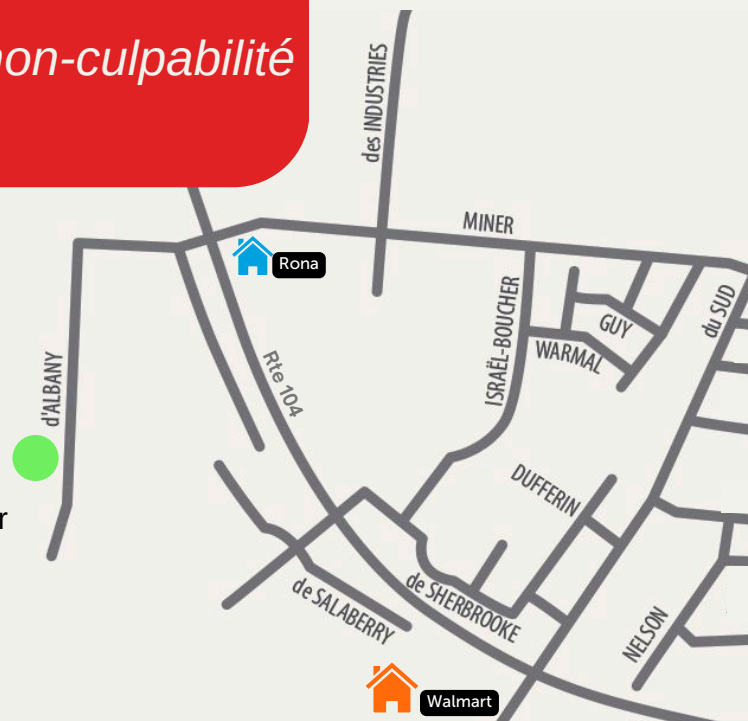 non-culpabilité
des INDUSTRIES
MINER
Rona
du SUD
ISRAËL-BOUCHER
GUY
WARMAL
Rte 104
d'ALBANY
DUFFERIN
r
de SALABERRY
de SHERBROOKE
NELSON
Walmart